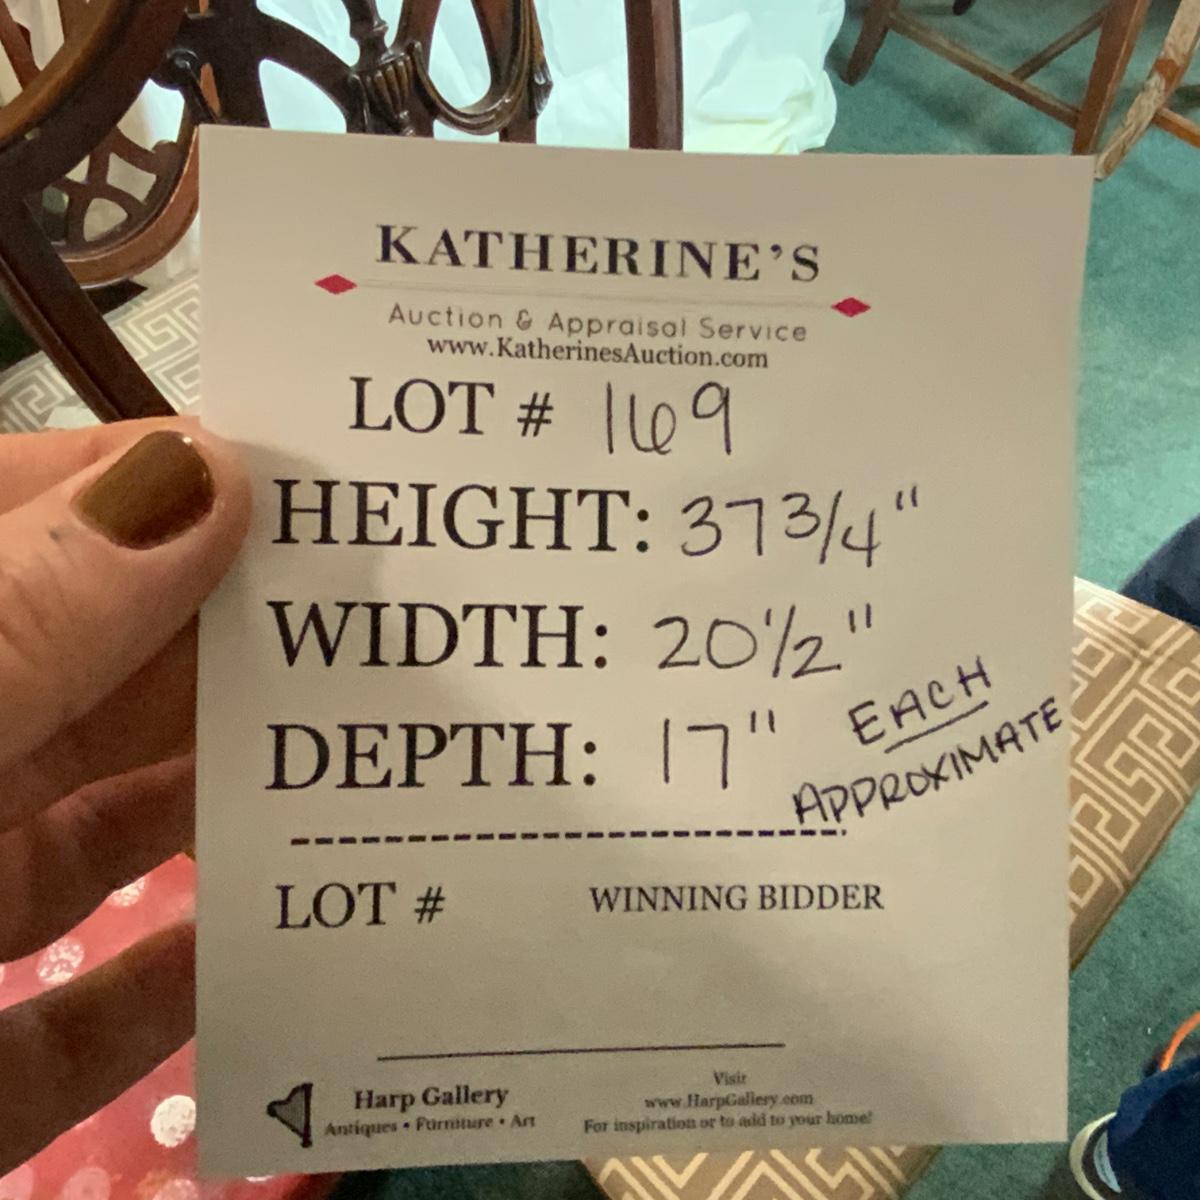 KATHERINE'S
Auction & Appraisal Service
www.KatherinesAuction.com
LOT # 169
HEIGHT: 37 3/4"
WIDTH: 20 1/2"
DEPTH: 17" EACH
APPROXIMATE
LOT # WINNING BIDDER
Harp Gallery
Antiques • Furniture • Art
Visit
www.HarpGallery.com
For inspiration or to add to your home!